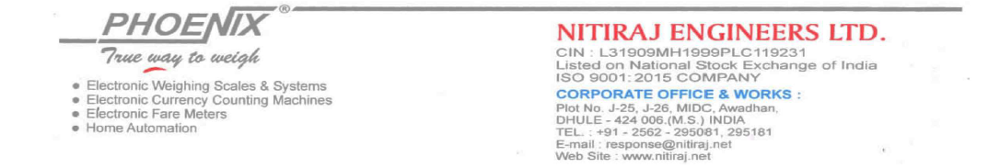 PHOENIX®
True way to weigh
• Electronic Weighing Scales & Systems
• Electronic Currency Counting Machines
• Electronic Fare Meters
• Home Automation
NITIRAJ ENGINEERS LTD.
CIN : L31909MH1999PLC119231
Listed on National Stock Exchange of India
ISO 9001:2015 COMPANY
CORPORATE OFFICE & WORKS :
Plot No. J-25, J-26, MIDC, Awadhan,
DHULE - 424 006.(M.S.) INDIA
TEL. : +91 - 2562 - 295081, 295181
E-mail : response@nitiraj.net
Web Site : www.nitiraj.net